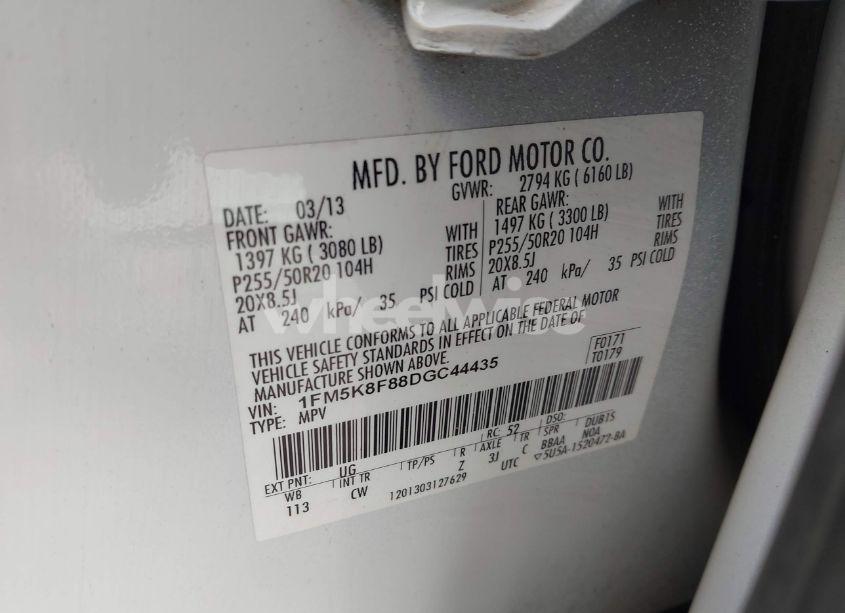 MFD. BY FORD MOTOR CO.
DATE: 03/13 GVWR: 2794 KG ( 6160 LB)
FRONT GAWR: REAR GAWR:
1397 KG ( 3080 LB) WITH 1497 KG ( 3300 LB) WITH
P255/50R20 104H TIRES P255/50R20 104H TIRES
20X8.5J RIMS 20X8.5J RIMS
AT 240 kPa/ 35 PSI COLD AT 240 kPa/ 35 PSI COLD
wheelwise
THIS VEHICLE CONFORMS TO ALL APPLICABLE FEDERAL MOTOR
VEHICLE SAFETY STANDARDS IN EFFECT ON THE DATE OF
MANUFACTURE SHOWN ABOVE.
F0171
T0179
VIN: 1FM5K8F88DGC44435
TYPE: MPV
EXT PNT: UG RC: 52 DSO:
WB INT TR TP/PS R AXLE TR SPR DUB1S
113 CW Z 3J C BBAA NOA
1201303127629 UTC ▽5U5A-1520472-BA